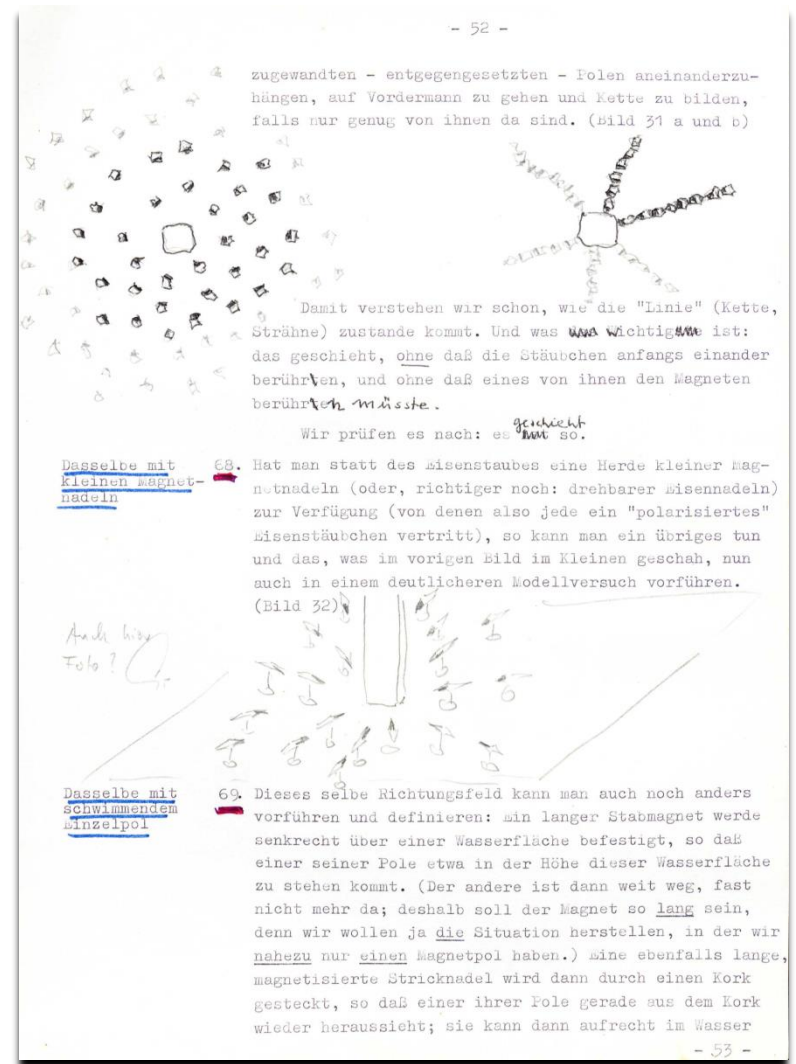 - 52 -
zugewandten - entgegengesetzten - Polen aneinanderzu-
hängen, auf Vordermann zu gehen und Kette zu bilden,
falls nur genug von ihnen da sind. (Bild 31 a und b)
Damit verstehen wir schon, wie die "Linie" (Kette,
Strähne) zustande kommt. Und was wichtig ist:
das geschieht, ohne daß die Stäubchen anfangs einander
berührten, und ohne daß eines von ihnen den Magneten
berühren müsste.
Wir prüfen es nach: es geschieht so.
Dasselbe mit
kleinen Magnet-
nadeln
68. Hat man statt des Eisenstaubes eine Herde kleiner Mag-
netnadeln (oder, richtiger noch: drehbarer Eisennadeln)
zur Verfügung (von denen also jede ein "polarisiertes"
Eisenstäubchen vertritt), so kann man ein übriges tun
und das, was im vorigen Bild im Kleinen geschah, nun
auch in einem deutlicheren Modellversuch vorführen.
(Bild 32)
Auch hier
Foto?
Dasselbe mit
schwimmendem
Einzelpol
69. Dieses selbe Richtungsfeld kann man auch noch anders
vorführen und definieren: Ein langer Stabmagnet werde
senkrecht über einer Wasserfläche befestigt, so daß
einer seiner Pole etwa in der Höhe dieser Wasserfläche
zu stehen kommt. (Der andere ist dann weit weg, fast
nicht mehr da; deshalb soll der Magnet so lang sein,
denn wir wollen ja die Situation herstellen, in der wir
nahezu nur einen Magnetpol haben.) Eine ebenfalls lange,
magnetisierte Stricknadel wird dann durch einen Kork
gesteckt, so daß einer ihrer Pole gerade aus dem Kork
wieder heraussieht; sie kann dann aufrecht im Wasser
- 53 -